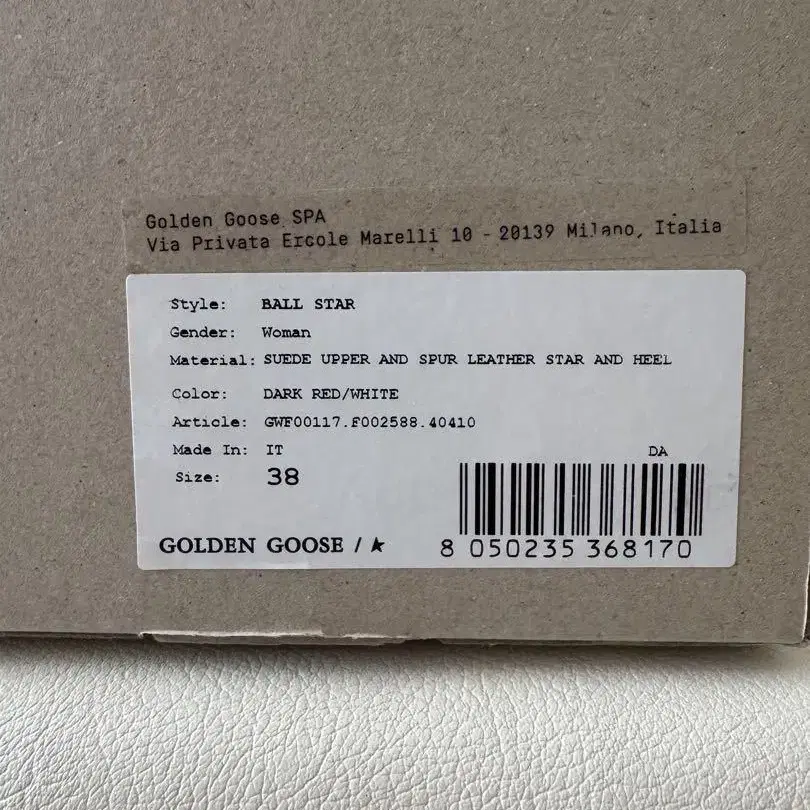 Golden Goose SPA
Via Privata Ercole Marelli 10 - 20139 Milano, Italia
Style: BALL STAR
Gender: Woman
Material: SUEDE UPPER AND SPUR LEATHER STAR AND HEEL
Color: DARK RED/WHITE
Article: GWF00117.F002588.40410
Made In: IT
DA
Size: 38
GOLDEN GOOSE / ★
8 050235 368170